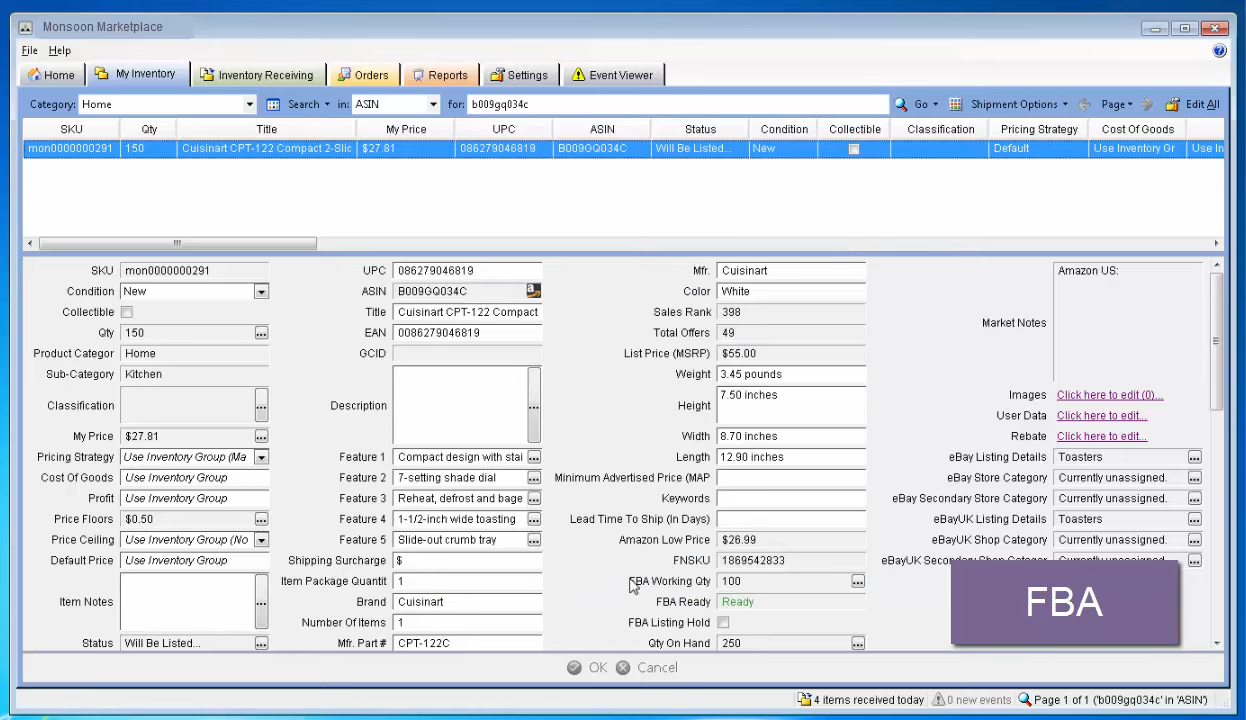 Monsoon Marketplace
File Help
Home My Inventory Inventory Receiving Orders Reports Settings Event Viewer
Category: Home Search in: ASIN for: b009gq034c Go Shipment Options Page Edit All
SKU Qty Title My Price UPC ASIN Status Condition Collectible Classification Pricing Strategy Cost Of Goods
mon0000000291 150 Cuisinart CPT-122 Compact 2-Slic $27.81 086279046819 B009GQ034C Will Be Listed... New Default Use Inventory Gr Use In
SKU mon0000000291 UPC 086279046819 Mfr. Cuisinart Amazon US:
Condition New ASIN B009GQ034C Color White
Collectible Title Cuisinart CPT-122 Compact Sales Rank 398
Market Notes
Qty 150 ... EAN 0086279046819 Total Offers 49
Product Categor Home GCID List Price (MSRP) $55.00
Sub-Category Kitchen Weight 3.45 pounds
Classification ... Description ... Height 7.50 inches Images Click here to edit (0)...
User Data Click here to edit...
My Price $27.81 ... Width 8.70 inches Rebate Click here to edit...
Pricing Strategy Use Inventory Group (Ma Feature 1 Compact design with stai ... Length 12.90 inches eBay Listing Details Toasters ...
Cost Of Goods Use Inventory Group Feature 2 7-setting shade dial ... Minimum Advertised Price (MAP eBay Store Category Currently unassigned. ...
Profit Use Inventory Group Feature 3 Reheat, defrost and bage ... Keywords eBay Secondary Store Category Currently unassigned. ...
Price Floors $0.50 ... Feature 4 1-1/2-inch wide toasting ... Lead Time To Ship (In Days) eBayUK Listing Details Toasters ...
Price Ceiling Use Inventory Group (No Feature 5 Slide-out crumb tray ... Amazon Low Price $26.99 eBayUK Shop Category Currently unassigned. ...
Default Price Use Inventory Group Shipping Surcharge $ FNSKU 1869542833 eBayUK Secondary Shop Categor Currently unassigned. ...
Item Notes ... Item Package Quantit 1 FBA Working Qty 100 ...
Brand Cuisinart FBA Ready Ready
FBA
Number Of Items 1 FBA Listing Hold
Status Will Be Listed... ... Mfr. Part # CPT-122C Qty On Hand 250 ...
OK Cancel
4 items received today 0 new events Page 1 of 1 ('b009gq034c' in 'ASIN')